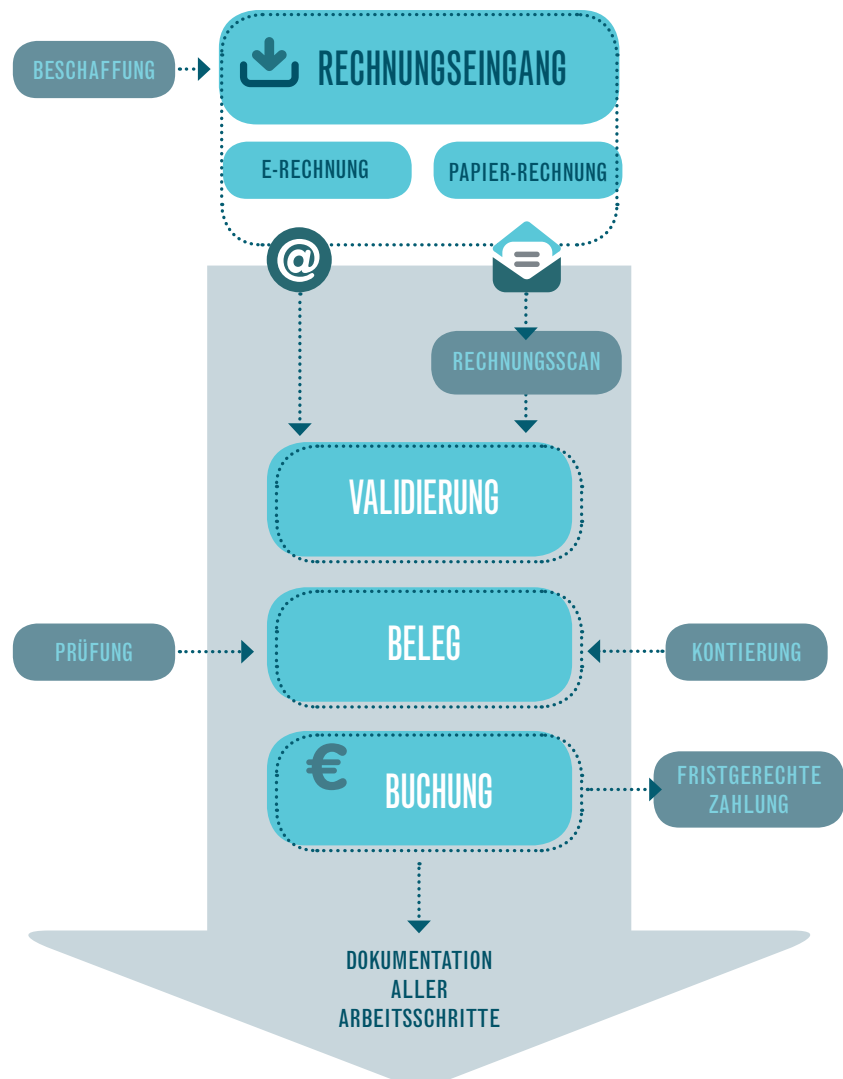 BESCHAFFUNG
RECHNUNGSEINGANG
E-RECHNUNG
PAPIER-RECHNUNG
@
RECHNUNGSSCAN
VALIDIERUNG
PRÜFUNG
BELEG
KONTIERUNG
€
BUCHUNG
FRISTGERECHTE
ZAHLUNG
DOKUMENTATION
ALLER
ARBEITSSCHRITTE